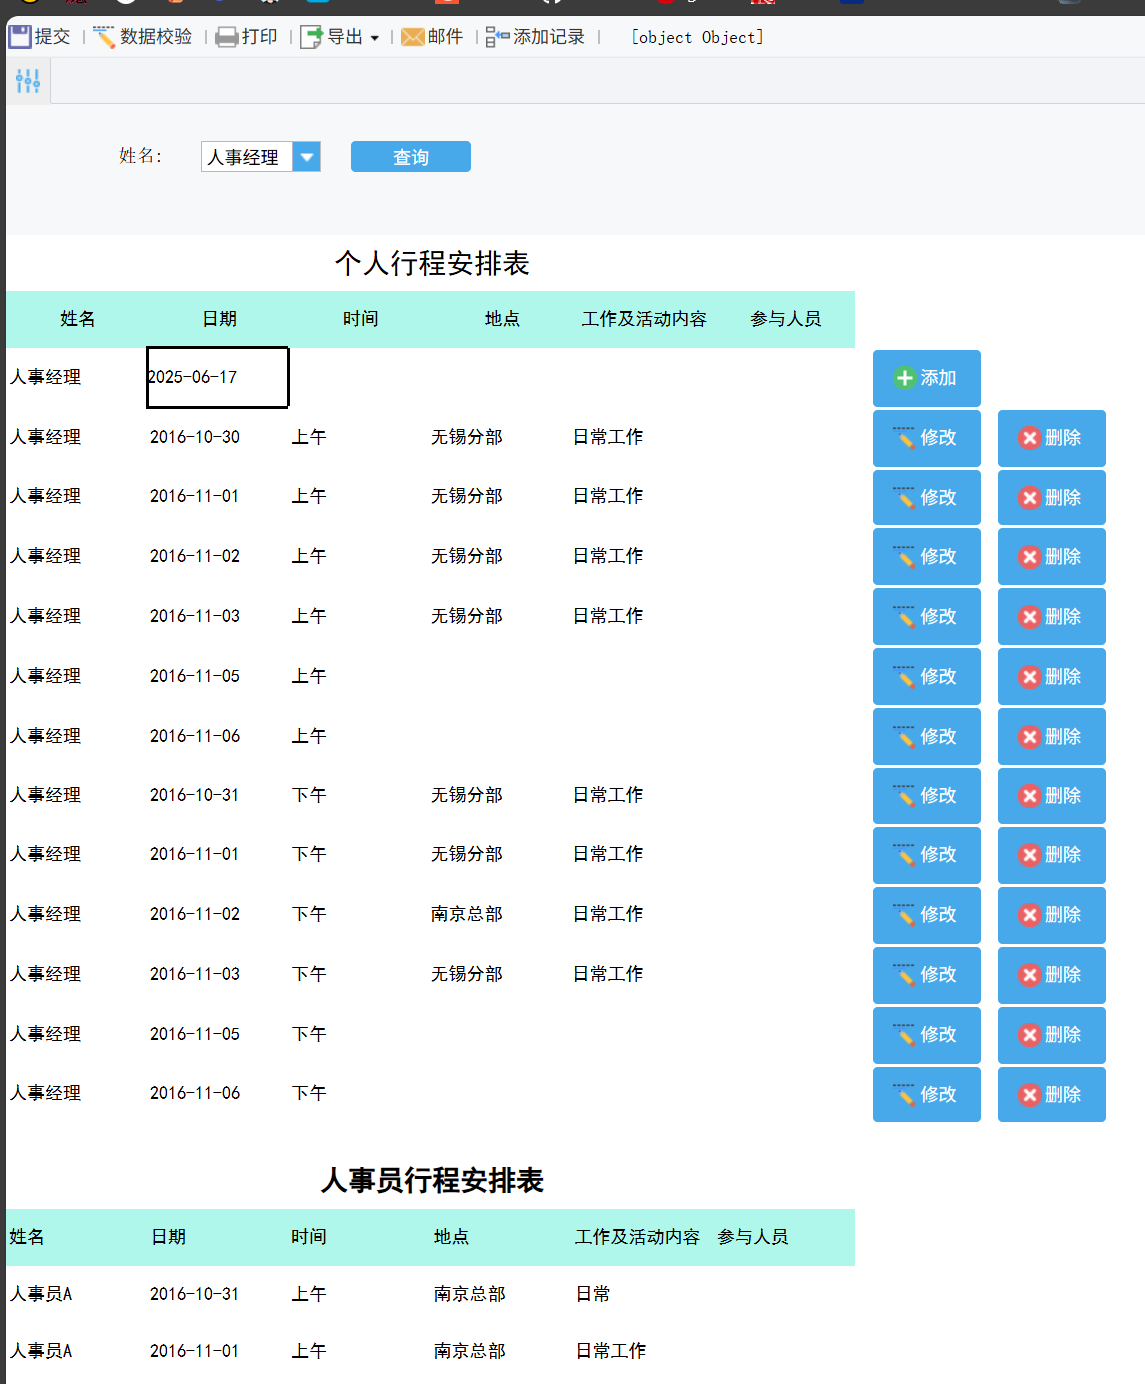 提交 | 数据校验 | 打印 | 导出 | 邮件 | 添加记录 | [object Object]
姓名: 人事经理 查询
个人行程安排表
姓名 日期 时间 地点 工作及活动内容 参与人员
人事经理 2025-06-17 添加
人事经理 2016-10-30 上午 无锡分部 日常工作 修改 删除
人事经理 2016-11-01 上午 无锡分部 日常工作 修改 删除
人事经理 2016-11-02 上午 无锡分部 日常工作 修改 删除
人事经理 2016-11-03 上午 无锡分部 日常工作 修改 删除
人事经理 2016-11-05 上午 修改 删除
人事经理 2016-11-06 上午 修改 删除
人事经理 2016-10-31 下午 无锡分部 日常工作 修改 删除
人事经理 2016-11-01 下午 无锡分部 日常工作 修改 删除
人事经理 2016-11-02 下午 南京总部 日常工作 修改 删除
人事经理 2016-11-03 下午 无锡分部 日常工作 修改 删除
人事经理 2016-11-05 下午 修改 删除
人事经理 2016-11-06 下午 修改 删除
人事员行程安排表
姓名 日期 时间 地点 工作及活动内容 参与人员
人事员A 2016-10-31 上午 南京总部 日常
人事员A 2016-11-01 上午 南京总部 日常工作